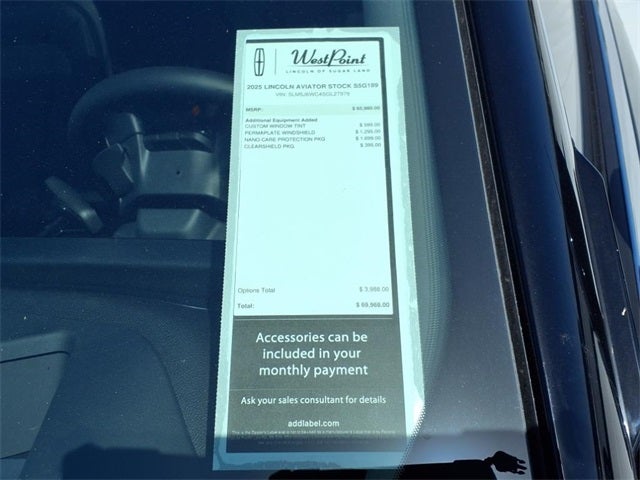 WestPoint
LINCOLN OF SUGAR LAND
2025 LINCOLN AVIATOR STOCK S5G189
VIN:
MSRP: $ 65,980.00
Additional Equipment Added
CUSTOM WINDOW TINT $ 599.00
PERMAPLATE WINDSHIELD $ 1,295.00
NANO CARE PROTECTION PKG $ 1,699.00
CLEARSHIELD PKG. $ 395.00
Options Total $ 3,988.00
Total: $ 69,968.00
Accessories can be
included in your
monthly payment
Ask your sales consultant for details
addlabel.com